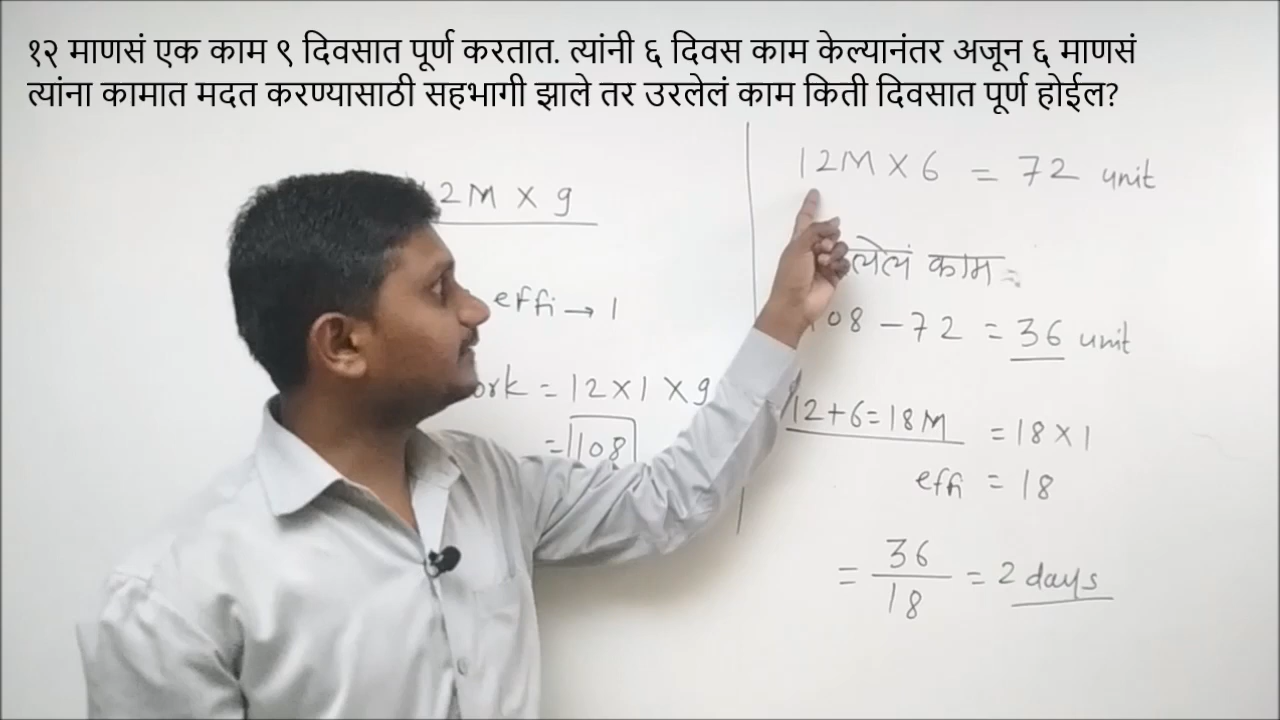 १२ माणसं एक काम ९ दिवसात पूर्ण करतात. त्यांनी ६ दिवस काम केल्यानंतर अजून ६ माणसं
त्यांना कामात मदत करण्यासाठी सहभागी झाले तर उरलेलं काम किती दिवसात पूर्ण होईल?
12M × 9
effi → 1
ork = 12 × 1 × 9
= 108
12M × 6 = 72 unit
लेलं काम =
108 – 72 = 36 unit
12+6=18M = 18 × 1
effi = 18
= 36/18 = 2 days